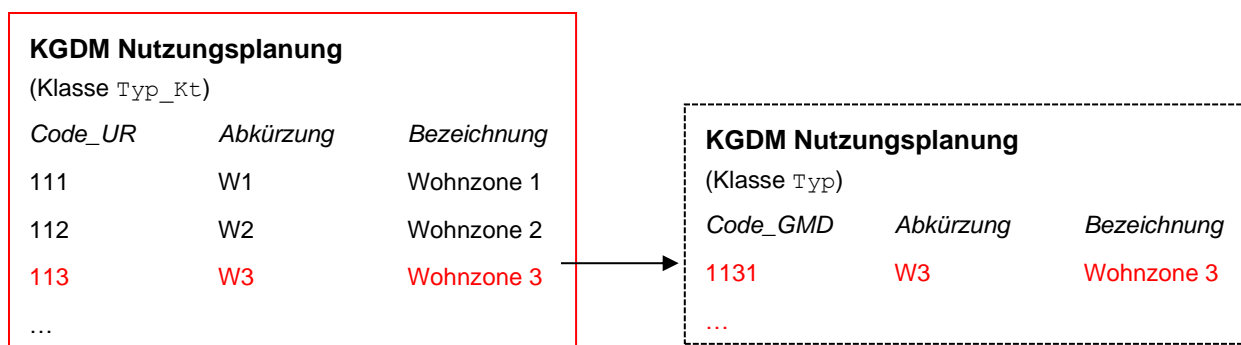 KGDM Nutzungsplanung
(Klasse Typ_Kt)
Code_UR Abkürzung Bezeichnung
111 W1 Wohnzone 1
112 W2 Wohnzone 2
113 W3 Wohnzone 3
…
KGDM Nutzungsplanung
(Klasse Typ)
Code_GMD Abkürzung Bezeichnung
1131 W3 Wohnzone 3
…